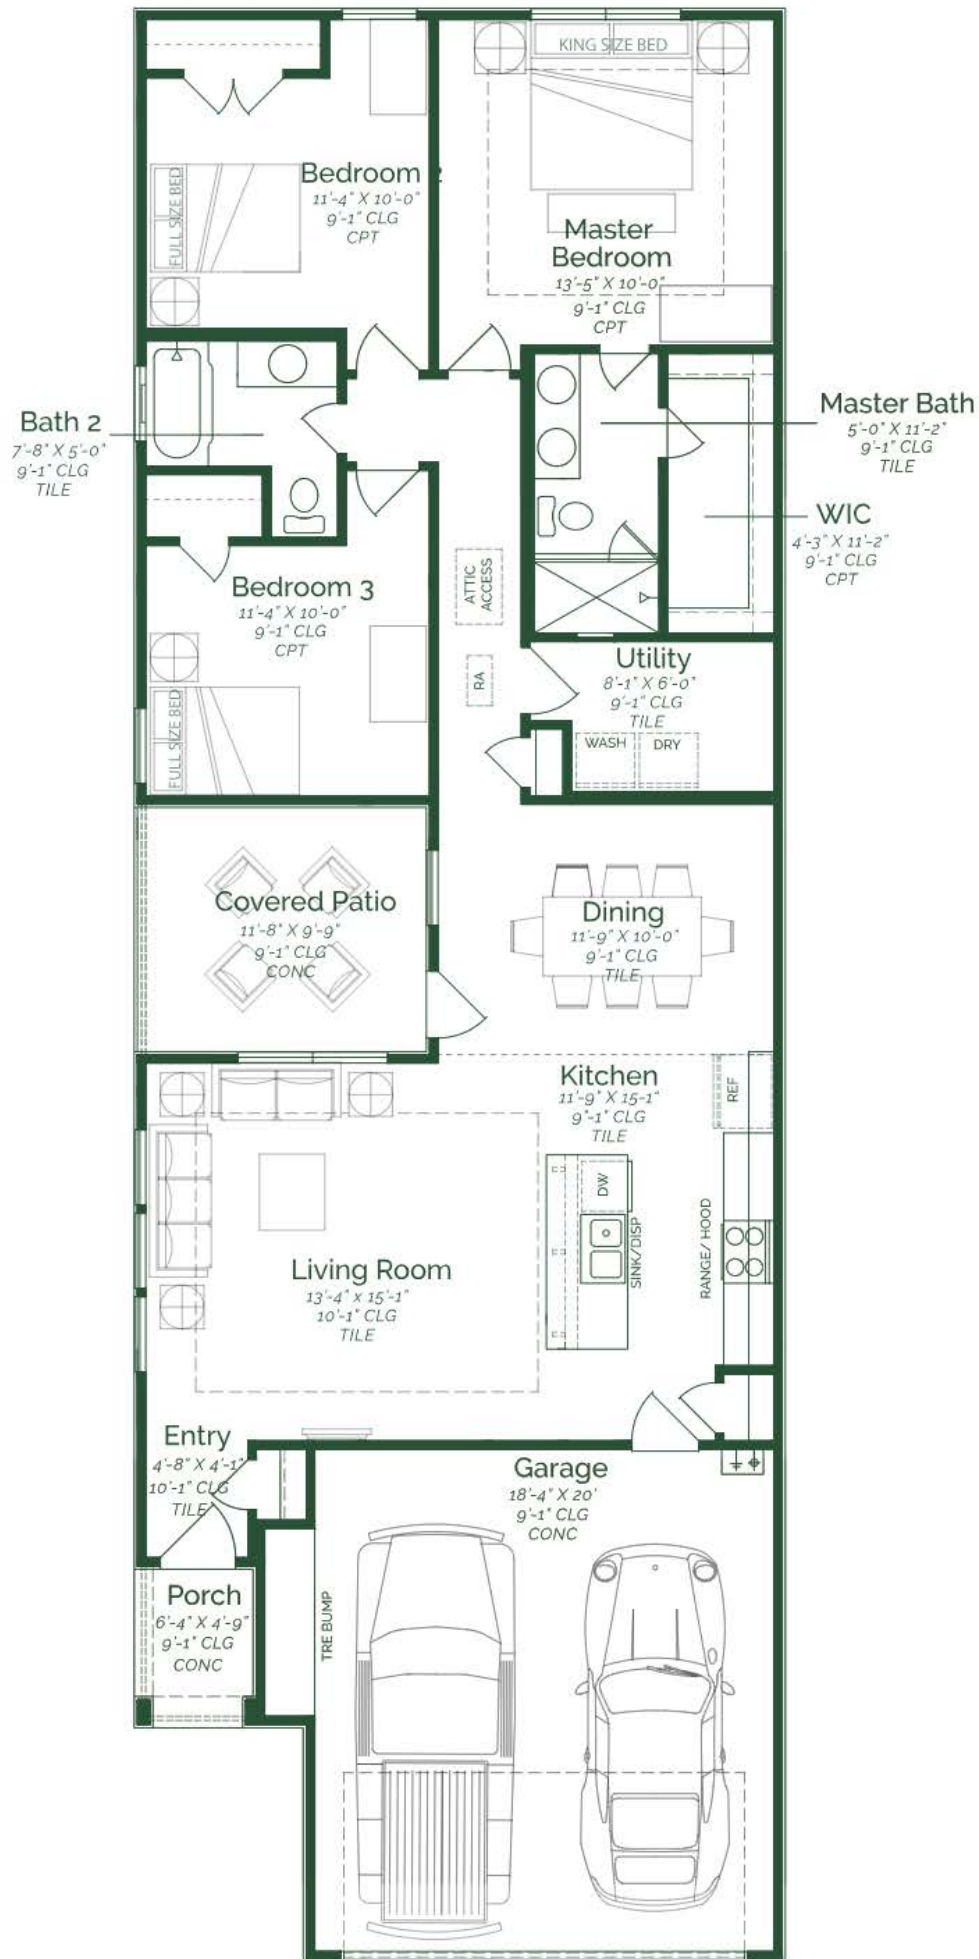 KING SIZE BED
FULL SIZE BED
Bedroom 2
11'-4" X 10'-0"
9'-1" CLG
CPT
Master
Bedroom
13'-5" X 10'-0"
9'-1" CLG
CPT
Bath 2
7'-8" X 5'-0"
9'-1" CLG
TILE
Master Bath
5'-0" X 11'-2"
9'-1" CLG
TILE
WIC
4'-3" X 11'-2"
9'-1" CLG
CPT
ATTIC
ACCESS
Bedroom 3
11'-4" X 10'-0"
9'-1" CLG
CPT
FULL SIZE BED
RA
Utility
8'-1" X 6'-0"
9'-1" CLG
TILE
WASH
DRY
Covered Patio
11'-8" X 9'-9"
9'-1" CLG
CONC
Dining
11'-9" X 10'-0"
9'-1" CLG
TILE
Kitchen
11'-9" X 15'-1"
9"-1" CLG
TILE
REF
DW
SINK/DISP
RANGE/ HOOD
Living Room
13'-4" x 15'-1"
10'-1" CLG
TILE
Entry
4'-8" X 4'-1"
10'-1" CLG
TILE
Garage
18'-4" X 20'
9'-1" CLG
CONC
TRE BUMP
Porch
6'-4" X 4'-9"
9'-1" CLG
CONC